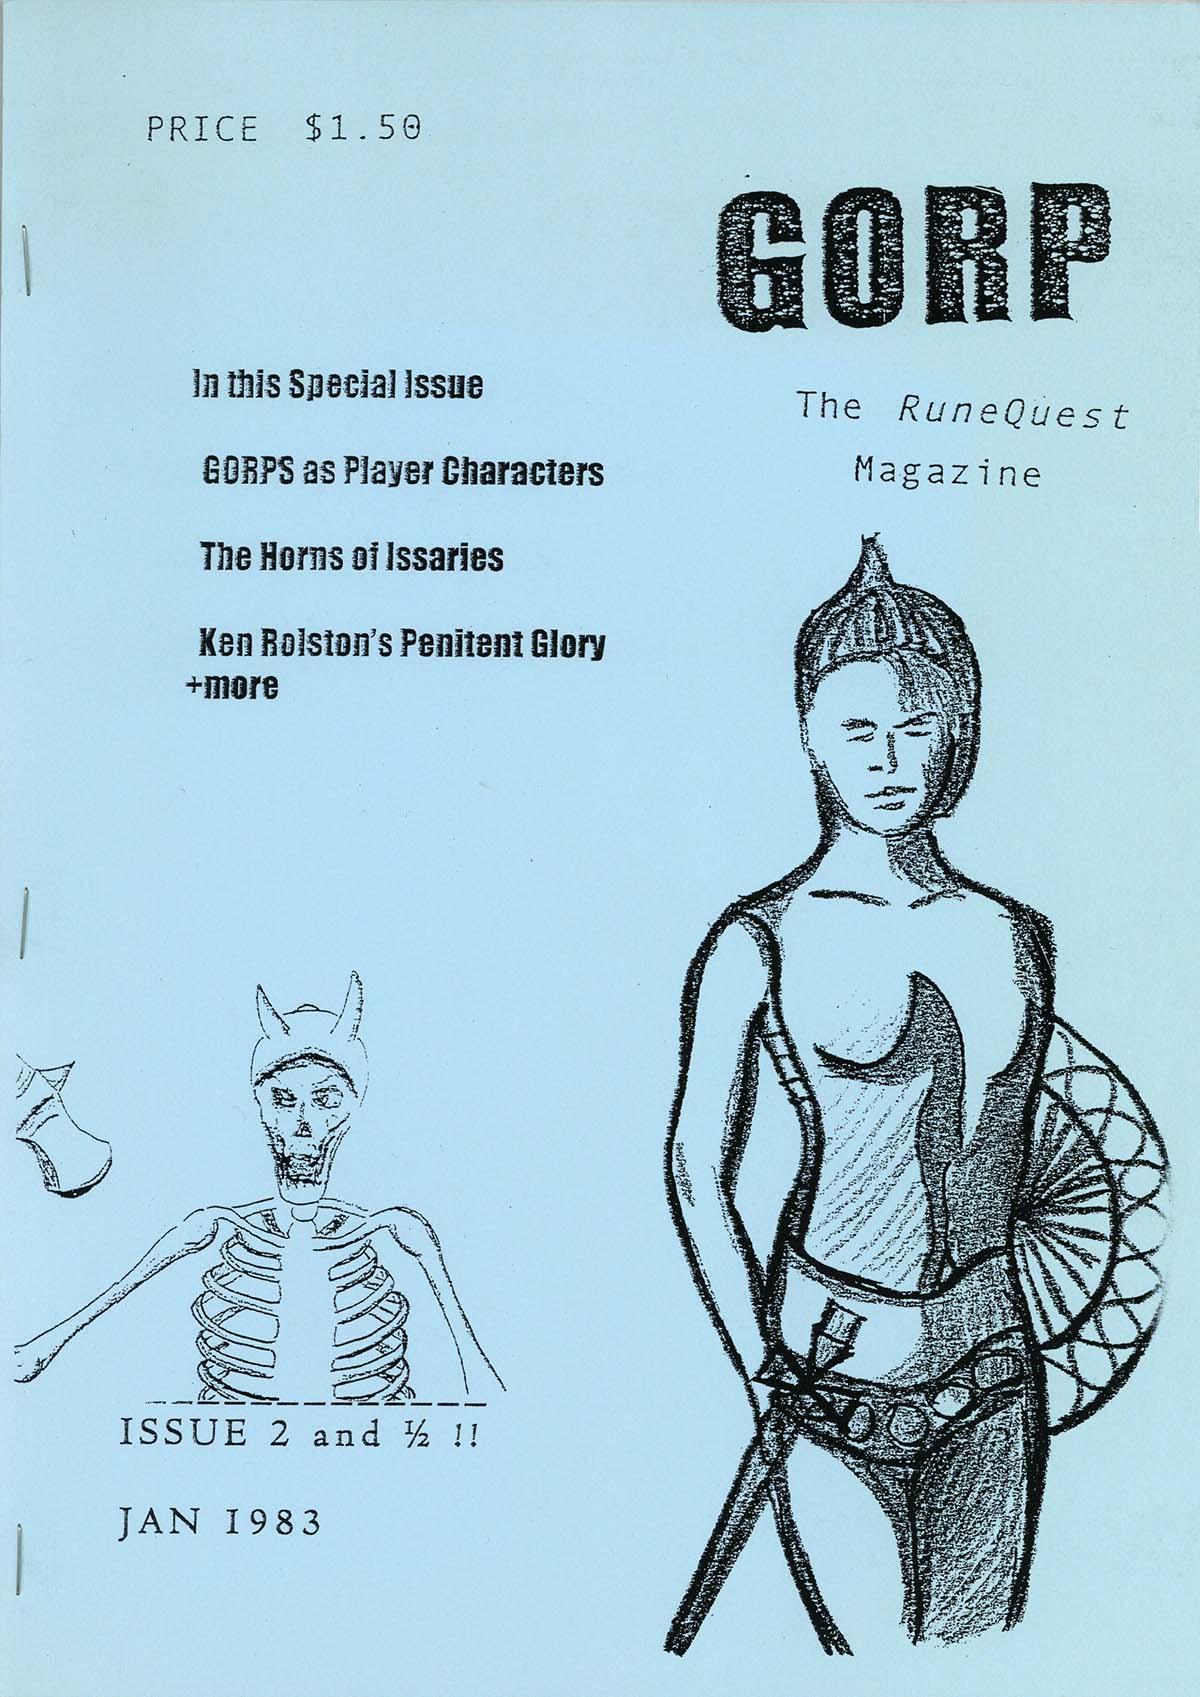 PRICE $1.50
GORP
The RuneQuest
Magazine
In this Special Issue
GORPS as Player Characters
The Horns of Issaries
Ken Rolston's Penitent Glory
+more
ISSUE 2 and ½ !!
JAN 1983